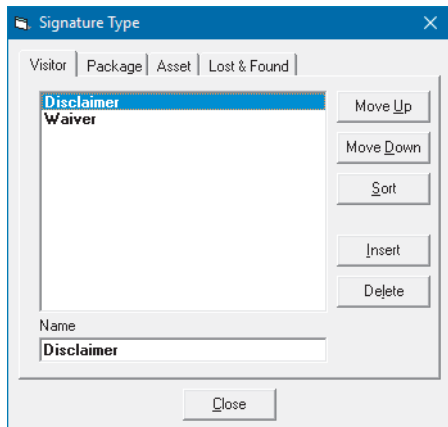 Signature Type
Visitor Package Asset Lost & Found
Disclaimer
Waiver
Move Up
Move Down
Sort
Insert
Delete
Name
Disclaimer
Close